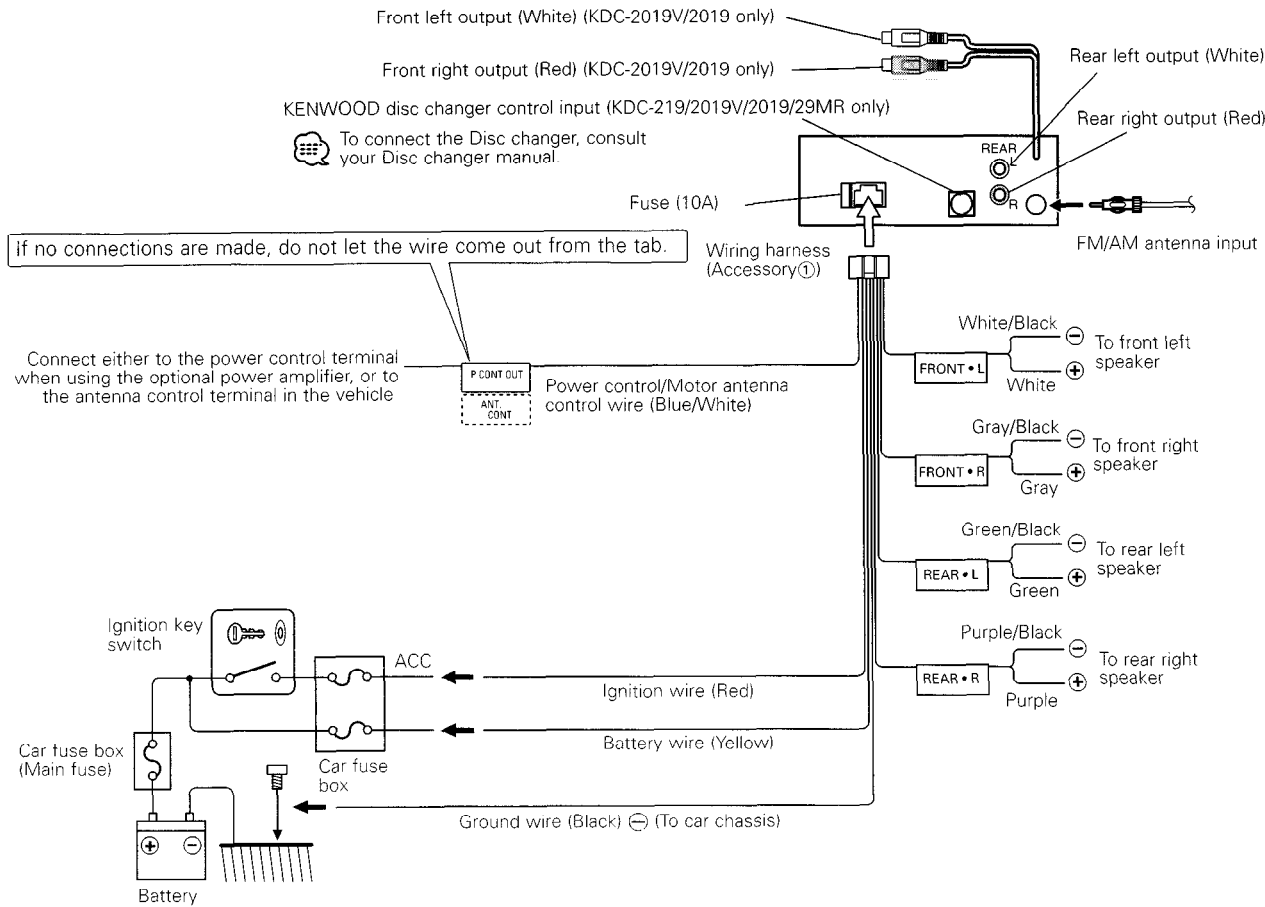 Front left output (White) (KDC-2019V/2019 only)
Front right output (Red) (KDC-2019V/2019 only)
Rear left output (White)
Rear right output (Red)
KENWOOD disc changer control input (KDC-219/2019V/2019/29MR only)
To connect the Disc changer, consult
your Disc changer manual.
REAR
R
Fuse (10A)
FM/AM antenna input
If no connections are made, do not let the wire come out from the tab.
Wiring harness
(Accessory①)
Connect either to the power control terminal
when using the optional power amplifier, or to
the antenna control terminal in the vehicle
P.CONT OUT
ANT.
CONT
Power control/Motor antenna
control wire (Blue/White)
White/Black
⊖
FRONT • L
White
⊕
To front left
speaker
Gray/Black
⊖
FRONT • R
Gray
⊕
To front right
speaker
Green/Black
⊖
REAR • L
Green
⊕
To rear left
speaker
Purple/Black
⊖
REAR • R
Purple
⊕
To rear right
speaker
Ignition key
switch
ACC
Ignition wire (Red)
Battery wire (Yellow)
Car fuse box
(Main fuse)
Car fuse
box
Ground wire (Black) ⊖ (To car chassis)
⊕ ⊖
Battery